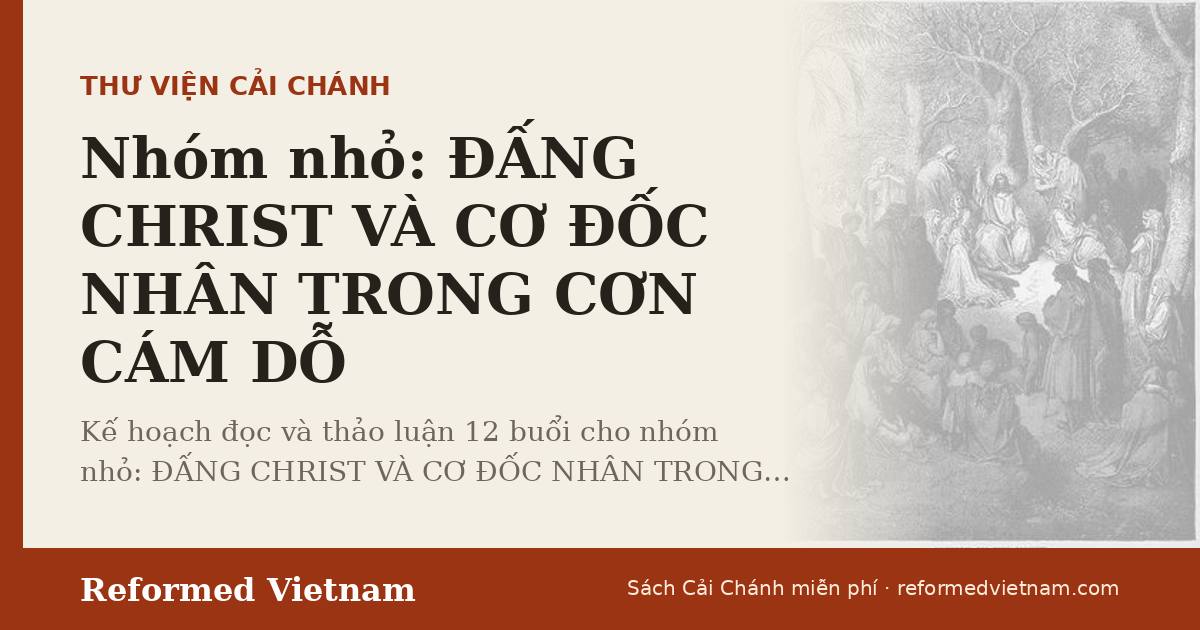 THƯ VIỆN CẢI CHÁNH
Nhóm nhỏ: ĐẤNG
CHRIST VÀ CƠ ĐỐC
NHÂN TRONG CƠN
CÁM DỖ
Kế hoạch đọc và thảo luận 12 buổi cho nhóm
nhỏ: ĐẤNG CHRIST VÀ CƠ ĐỐC NHÂN TRONG...
Reformed Vietnam
Sách Cải Chánh miễn phí · reformedvietnam.com